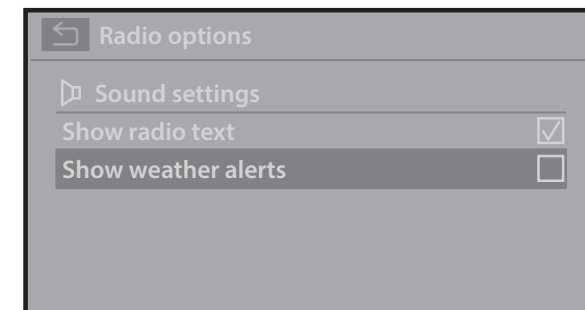 Radio options
Sound settings
Show radio text
Show weather alerts